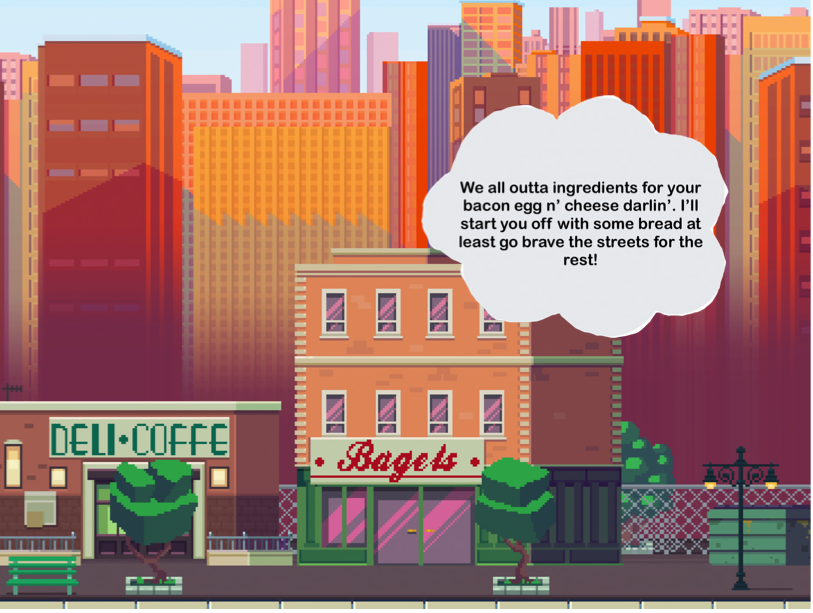 We all outta ingredients for your
bacon egg n’ cheese darlin’. I’ll
start you off with some bread at
least go brave the streets for the
rest!
DELI•COFFE
• Bagels •